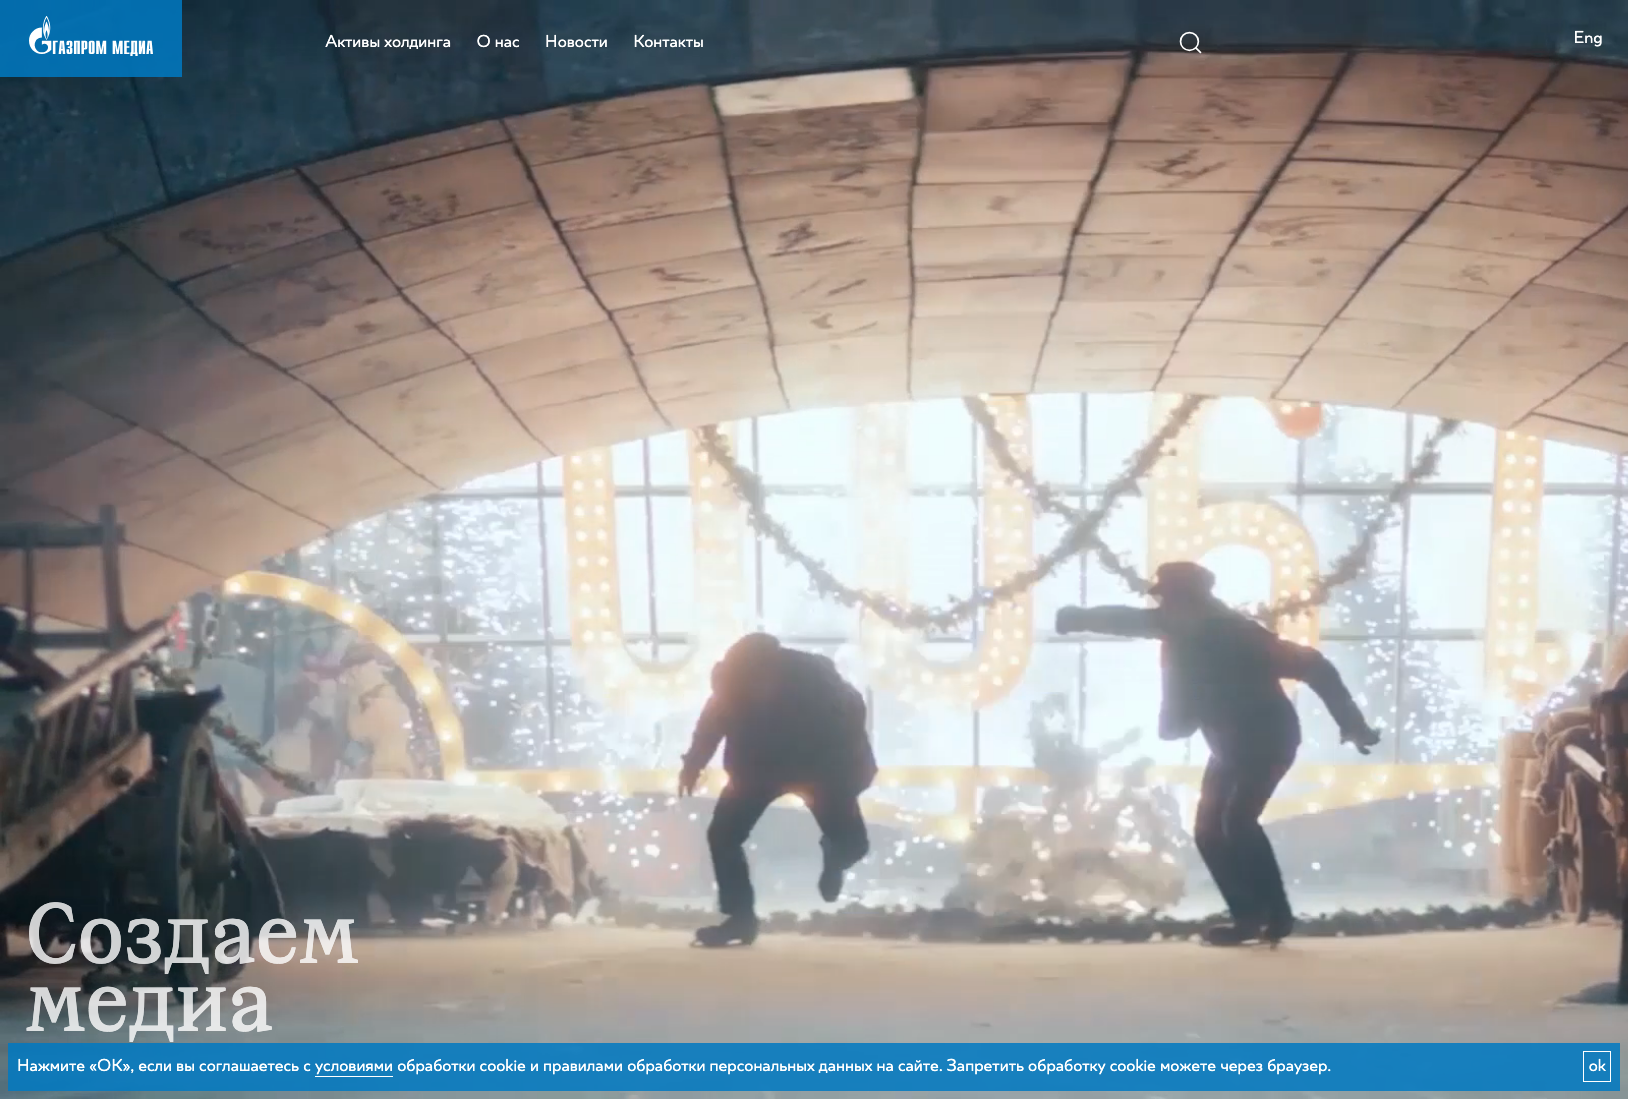 ГАЗПРОМ МЕДИА
Активы холдинга
О нас
Новости
Контакты
Eng
Создаем
медиа
Нажмите «ОК», если вы соглашаетесь с условиями обработки cookie и правилами обработки персональных данных на сайте. Запретить обработку cookie можете через браузер.
ok